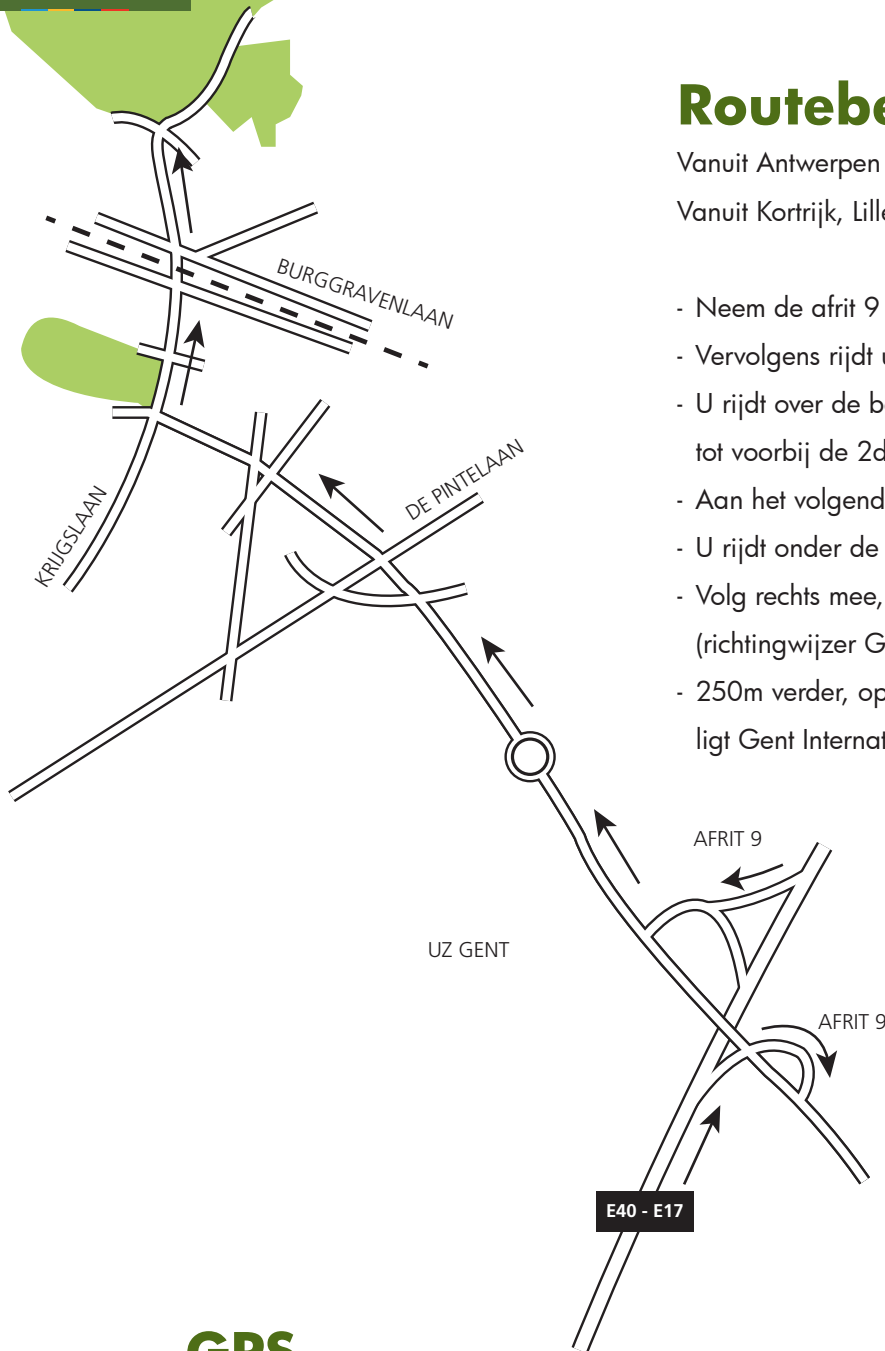 Routebe
Vanuit Antwerpen
Vanuit Kortrijk, Lille
- Neem de afrit 9
- Vervolgens rijdt u
- U rijdt over de b
tot voorbij de 2d
- Aan het volgend
- U rijdt onder de
- Volg rechts mee,
(richtingwijzer G
- 250m verder, op
ligt Gent Internat
BURGGRAVENLAAN
DE PINTELAAN
KRIJGSLAAN
AFRIT 9
UZ GENT
AFRIT 9
E40 - E17
GPS